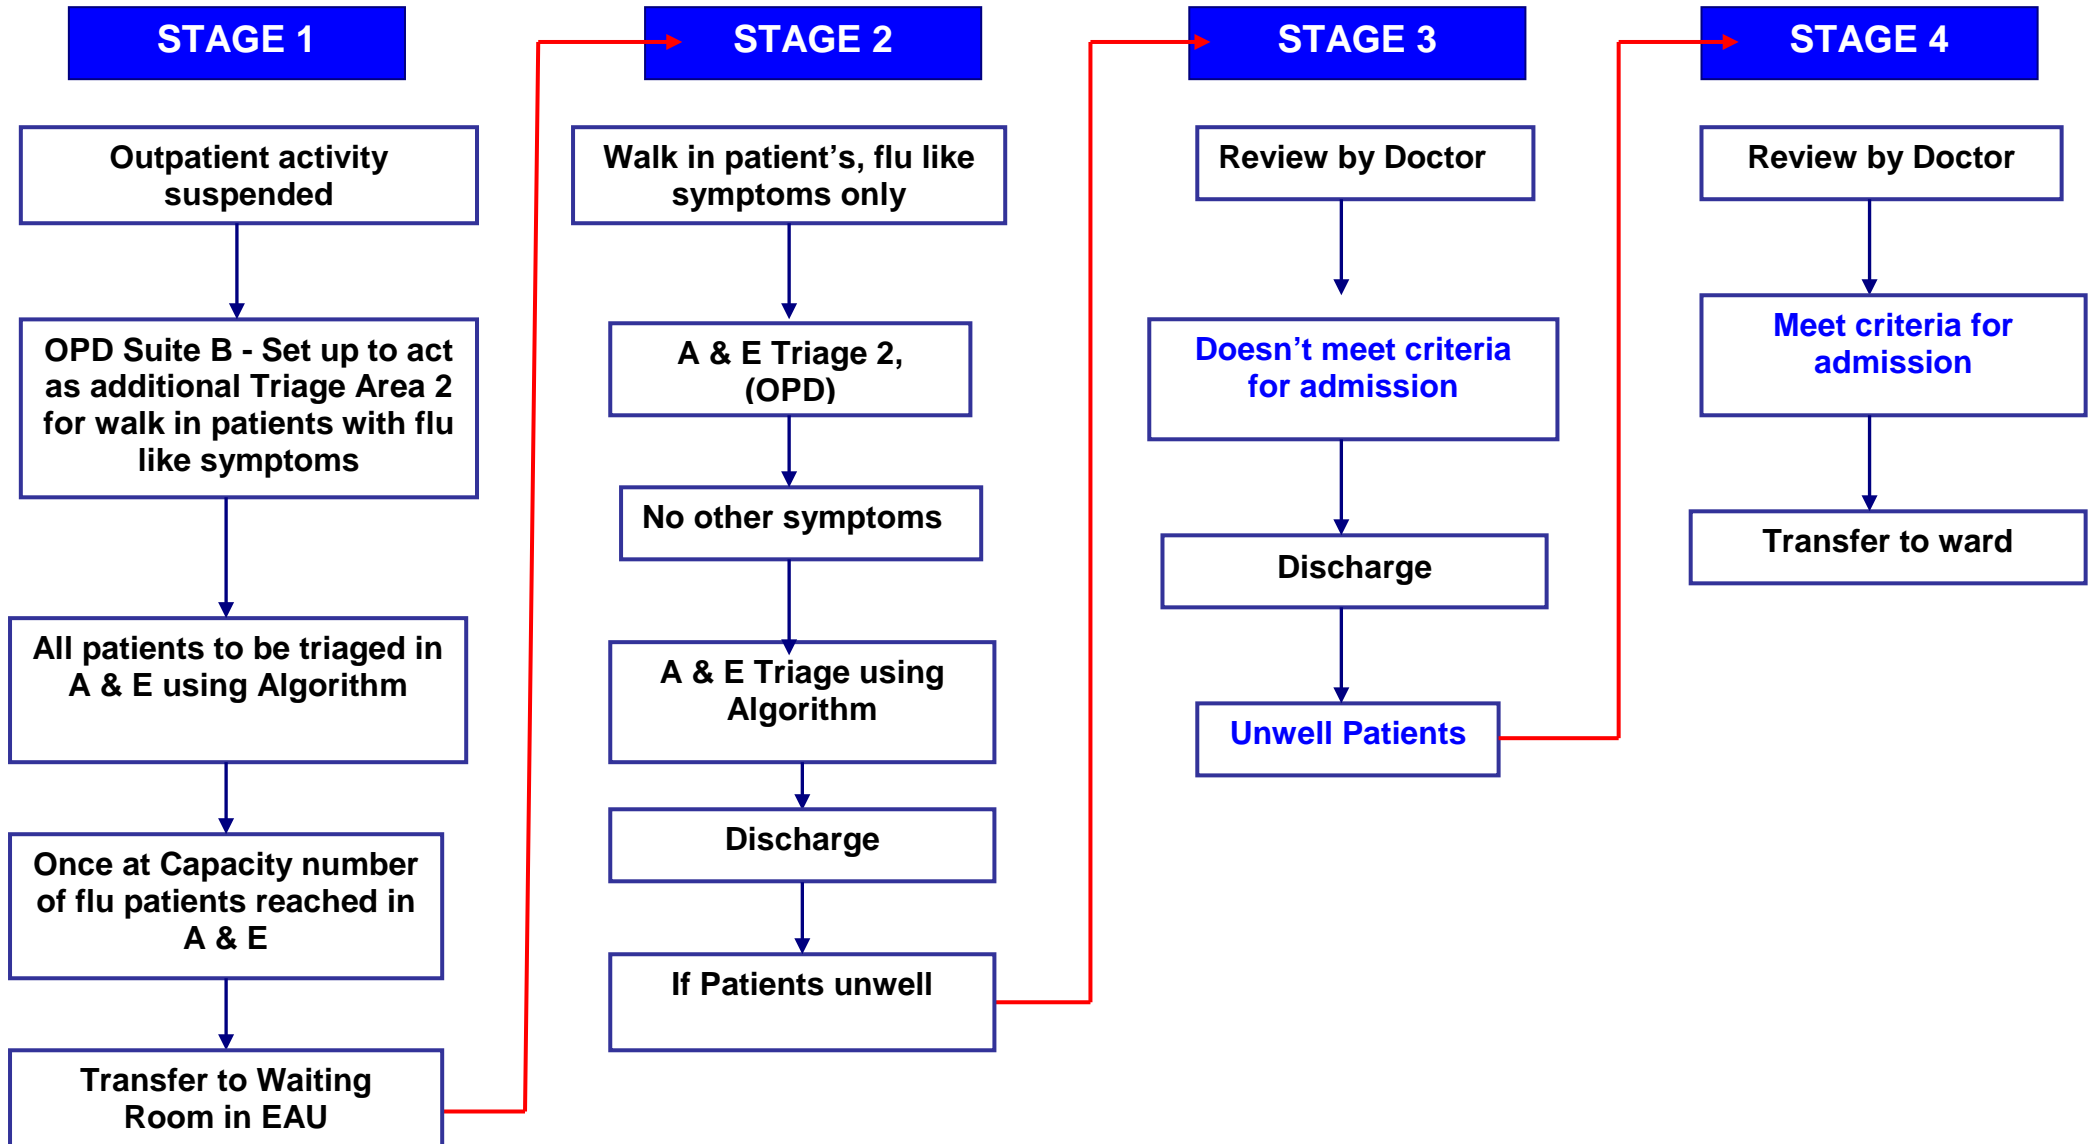 STAGE 1
Outpatient activity
suspended
OPD Suite B - Set up to act
as additional Triage Area 2
for walk in patients with flu
like symptoms
All patients to be triaged in
A & E using Algorithm
Once at Capacity number
of flu patients reached in
A & E
Transfer to Waiting
Room in EAU
STAGE 2
Walk in patient’s, flu like
symptoms only
A & E Triage 2,
(OPD)
No other symptoms
A & E Triage using
Algorithm
Discharge
If Patients unwell
STAGE 3
Review by Doctor
Doesn’t meet criteria
for admission
Discharge
Unwell Patients
STAGE 4
Review by Doctor
Meet criteria for
admission
Transfer to ward